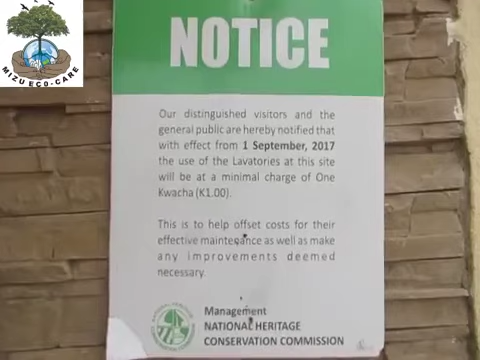 MIZU ECO-CARE
NOTICE
Our distinguished visitors and the
general public are hereby notified that
with effect from 1 September, 2017
the use of the Lavatories at this site
will be at a minimal charge of One
Kwacha (K1.00).
This is to help offset costs for their
effective maintenance as well as make
any improvements deemed
necessary.
Management
NATIONAL HERITAGE
CONSERVATION COMMISSION